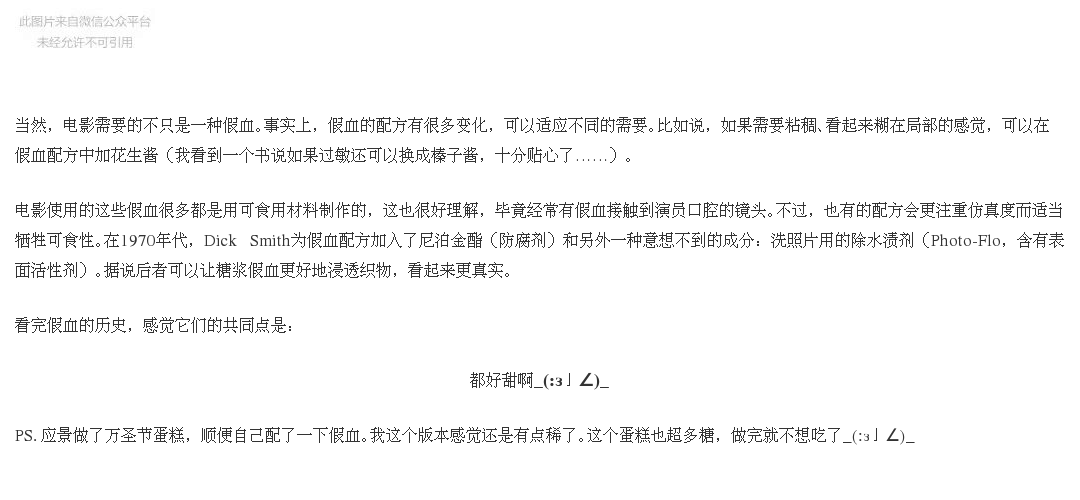 此图片来自微信公众平台
未经允许不可引用
当然，电影需要的不只是一种假血。事实上，假血的配方有很多变化，可以适应不同的需要。比如说，如果需要粘稠、看起来糊在局部的感觉，可以在
假血配方中加花生酱（我看到一个书说如果过敏还可以换成榛子酱，十分贴心了……）。
电影使用的这些假血很多都是用可食用材料制作的，这也很好理解，毕竟经常有假血接触到演员口腔的镜头。不过，也有的配方会更注重仿真度而适当
牺牲可食性。在1970年代，Dick Smith为假血配方加入了尼泊金酯（防腐剂）和另外一种意想不到的成分：洗照片用的除水渍剂（Photo-Flo，含有表
面活性剂）。据说后者可以让糖浆假血更好地浸透织物，看起来更真实。
看完假血的历史，感觉它们的共同点是：
都好甜啊_(:з」∠)_
PS. 应景做了万圣节蛋糕，顺便自己配了一下假血。我这个版本感觉还是有点稀了。这个蛋糕也超多糖，做完就不想吃了_(:з」∠)_